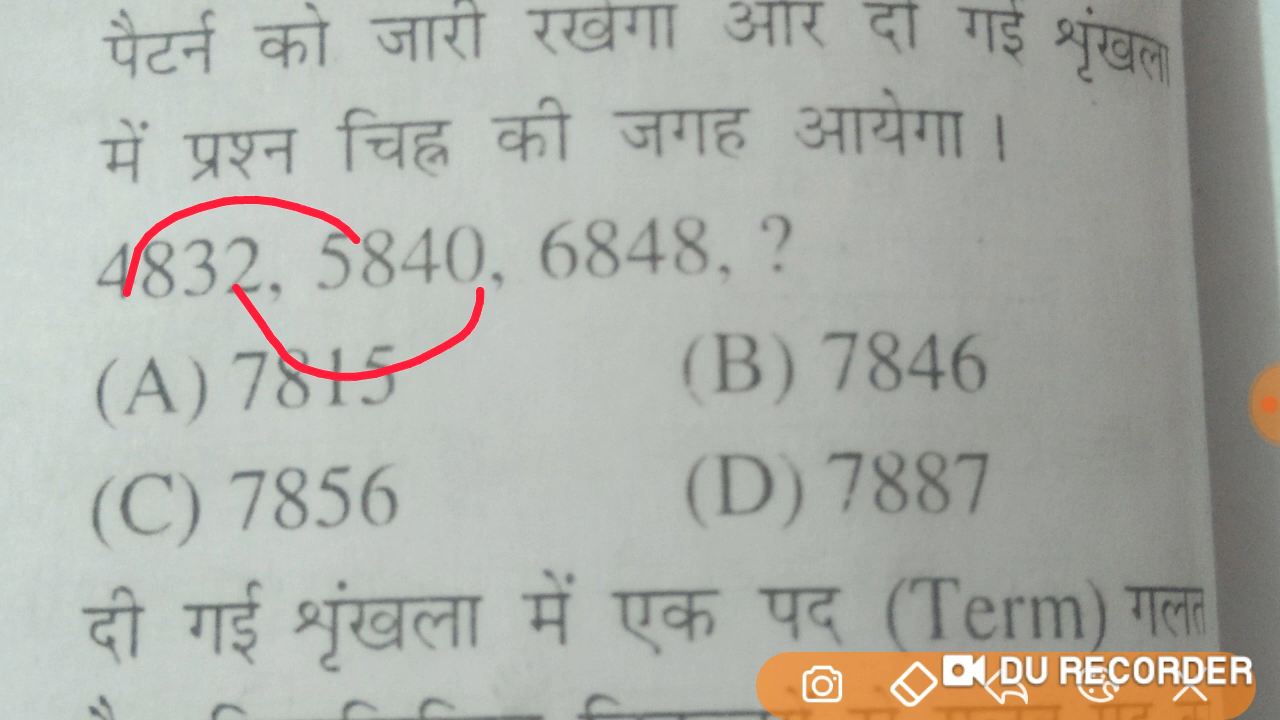 पैटर्न को जारी रखेगा और दी गई शृंखला
में प्रश्न चिह्न की जगह आयेगा ।
4832, 5840, 6848, ?
(A) 7815 (B) 7846
(C) 7856 (D) 7887
दी गई शृंखला में एक पद (Term) गलत
DU RECORDER